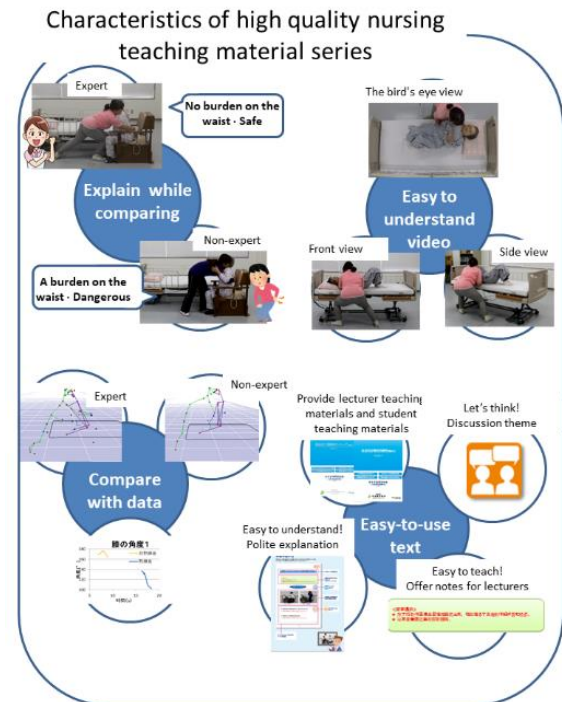 Characteristics of high quality nursing
teaching material series
Expert
No burden on the
waist · Safe
Explain while
comparing
Non-expert
A burden on the
waist · Dangerous
The bird's eye view
Easy to
understand
video
Front view
Side view
Expert
Non-expert
Compare
with data
膝の角度1
Provide lecturer teaching
materials and student
teaching materials
Let's think!
Discussion theme
Easy to understand!
Polite explanation
Easy-to-use
text
Easy to teach!
Offer notes for lecturers